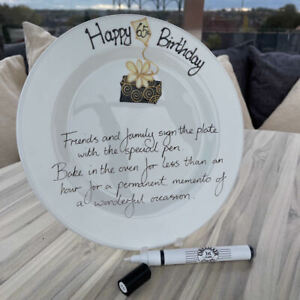 Happy 65th Birthday
Friends and family sign the plate
with the special pen
Bake in the oven for less than an
hour for a permanent memento of
a wonderful occasion.